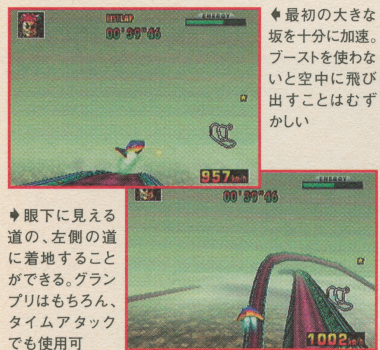 BESTLAP
00'39"46
ENERGY
957km/h
←最初の大きな
坂を十分に加速。
ブーストを使わな
いと空中に飛び
出すことはむず
かしい
ENERGY
00'39"46
1002km/h
→眼下に見える
道の、左側の道
に着地すること
ができる。グラン
プリはもちろん、
タイムアタック
でも使用可